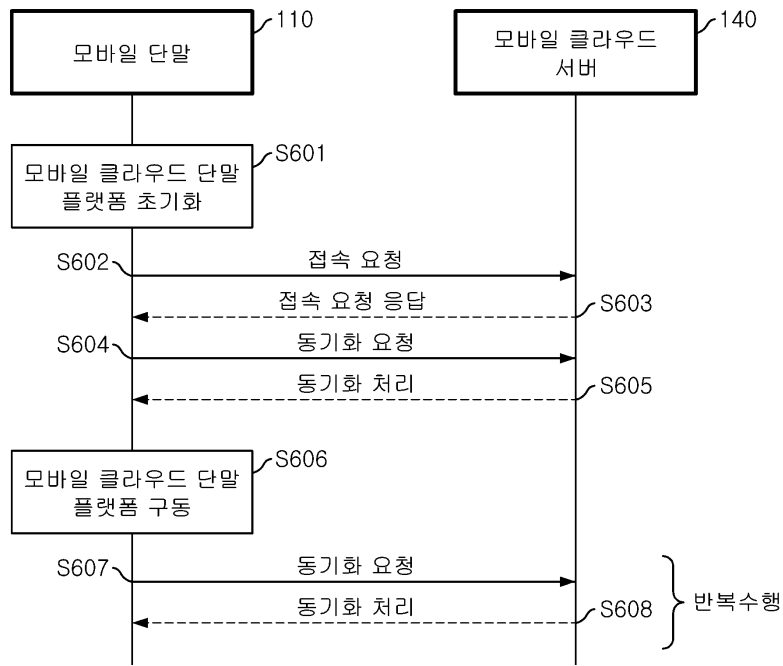 110
모바일 단말
140
모바일 클라우드
서버
S601
모바일 클라우드 단말
플랫폼 초기화
S602
접속 요청
접속 요청 응답
S603
S604
동기화 요청
동기화 처리
S605
S606
모바일 클라우드 단말
플랫폼 구동
S607
동기화 요청
동기화 처리
S608
반복수행